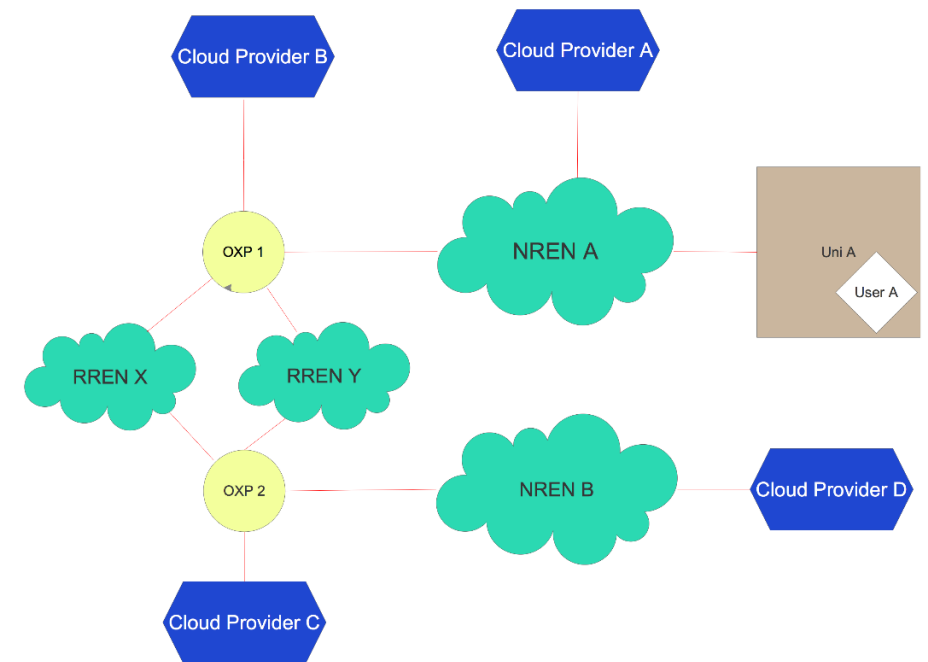 Cloud Provider B
Cloud Provider A
OXP 1
NREN A
Uni A
User A
RREN X
RREN Y
OXP 2
NREN B
Cloud Provider D
Cloud Provider C